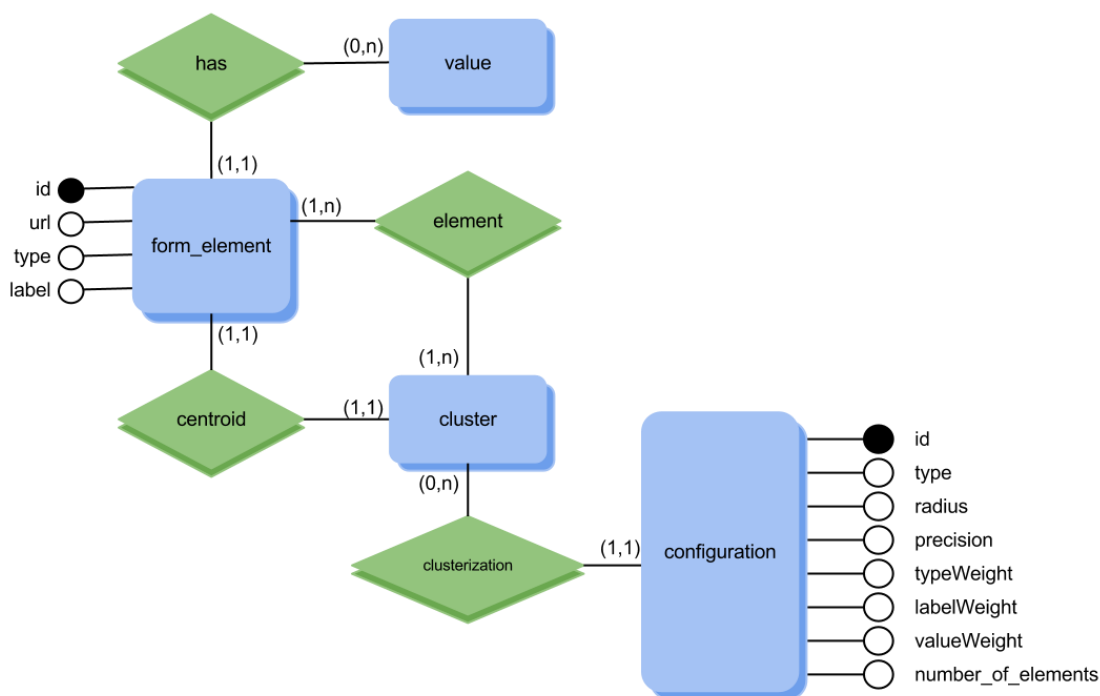 has
(0,n)
value
(1,1)
id
url
type
label
form_element
(1,n)
element
(1,1)
(1,n)
centroid
(1,1)
cluster
(0,n)
clusterization
(1,1)
configuration
id
type
radius
precision
typeWeight
labelWeight
valueWeight
number_of_elements